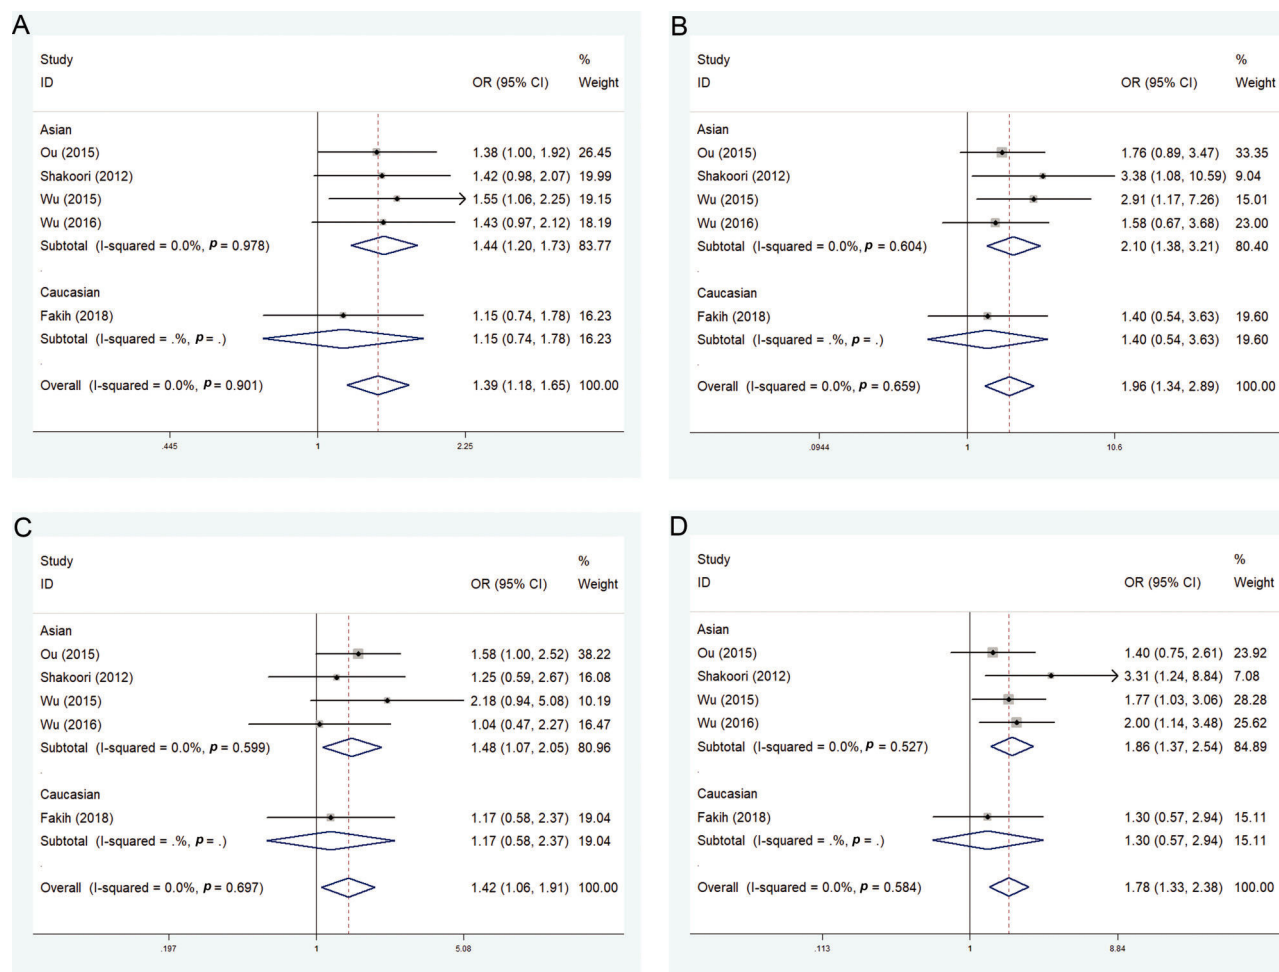 A
Study %
ID OR (95% CI) Weight
Asian
Ou (2015) 1.38 (1.00, 1.92) 26.45
Shakoori (2012) 1.42 (0.98, 2.07) 19.99
Wu (2015) 1.55 (1.06, 2.25) 19.15
Wu (2016) 1.43 (0.97, 2.12) 18.19
Subtotal (I-squared = 0.0%, p = 0.978) 1.44 (1.20, 1.73) 83.77
.
Caucasian
Fakih (2018) 1.15 (0.74, 1.78) 16.23
Subtotal (I-squared = .%, p = .) 1.15 (0.74, 1.78) 16.23
.
Overall (I-squared = 0.0%, p = 0.901) 1.39 (1.18, 1.65) 100.00
.445 1 2.25
B
Study %
ID OR (95% CI) Weight
Asian
Ou (2015) 1.76 (0.89, 3.47) 33.35
Shakoori (2012) 3.38 (1.08, 10.59) 9.04
Wu (2015) 2.91 (1.17, 7.26) 15.01
Wu (2016) 1.58 (0.67, 3.68) 23.00
Subtotal (I-squared = 0.0%, p = 0.604) 2.10 (1.38, 3.21) 80.40
.
Caucasian
Fakih (2018) 1.40 (0.54, 3.63) 19.60
Subtotal (I-squared = .%, p = .) 1.40 (0.54, 3.63) 19.60
.
Overall (I-squared = 0.0%, p = 0.659) 1.96 (1.34, 2.89) 100.00
.0944 1 10.6
C
Study %
ID OR (95% CI) Weight
Asian
Ou (2015) 1.58 (1.00, 2.52) 38.22
Shakoori (2012) 1.25 (0.59, 2.67) 16.08
Wu (2015) 2.18 (0.94, 5.08) 10.19
Wu (2016) 1.04 (0.47, 2.27) 16.47
Subtotal (I-squared = 0.0%, p = 0.599) 1.48 (1.07, 2.05) 80.96
.
Caucasian
Fakih (2018) 1.17 (0.58, 2.37) 19.04
Subtotal (I-squared = .%, p = .) 1.17 (0.58, 2.37) 19.04
.
Overall (I-squared = 0.0%, p = 0.697) 1.42 (1.06, 1.91) 100.00
.197 1 5.08
D
Study %
ID OR (95% CI) Weight
Asian
Ou (2015) 1.40 (0.75, 2.61) 23.92
Shakoori (2012) 3.31 (1.24, 8.84) 7.08
Wu (2015) 1.77 (1.03, 3.06) 28.28
Wu (2016) 2.00 (1.14, 3.48) 25.62
Subtotal (I-squared = 0.0%, p = 0.527) 1.86 (1.37, 2.54) 84.89
.
Caucasian
Fakih (2018) 1.30 (0.57, 2.94) 15.11
Subtotal (I-squared = .%, p = .) 1.30 (0.57, 2.94) 15.11
.
Overall (I-squared = 0.0%, p = 0.584) 1.78 (1.33, 2.38) 100.00
.113 1 8.84